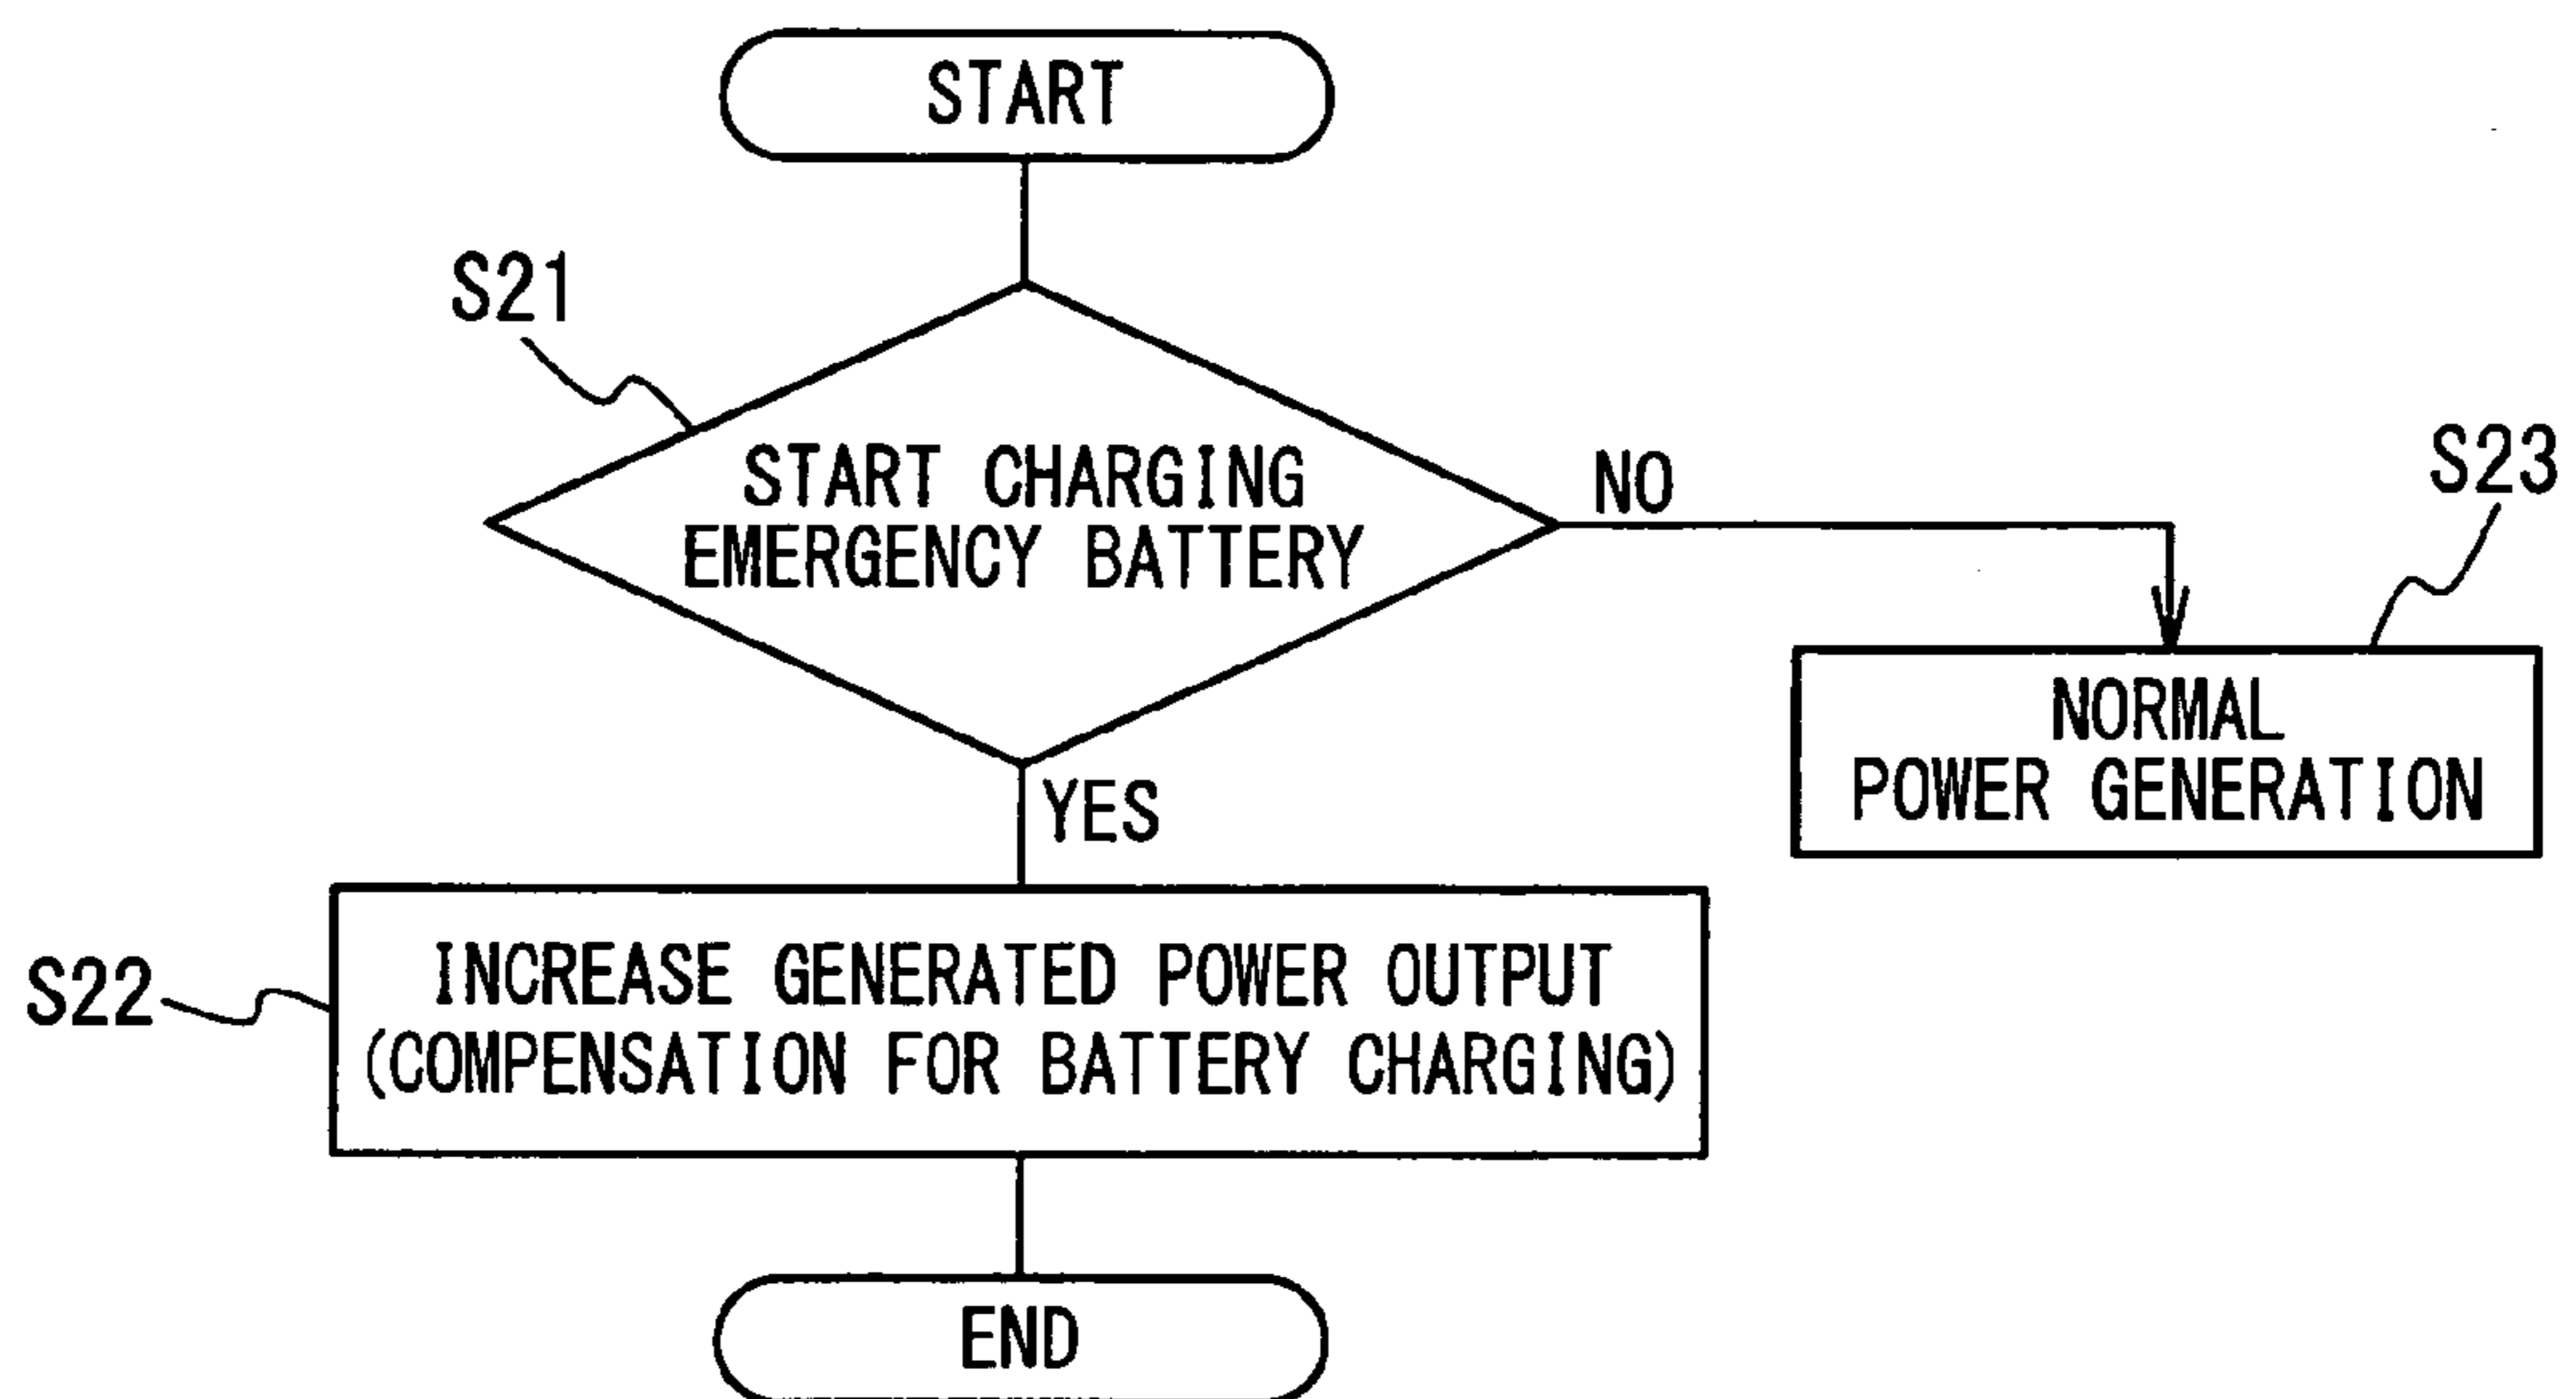 START
S21
START CHARGING
EMERGENCY BATTERY
NO
S23
NORMAL
POWER GENERATION
YES
S22
INCREASE GENERATED POWER OUTPUT
(COMPENSATION FOR BATTERY CHARGING)
END